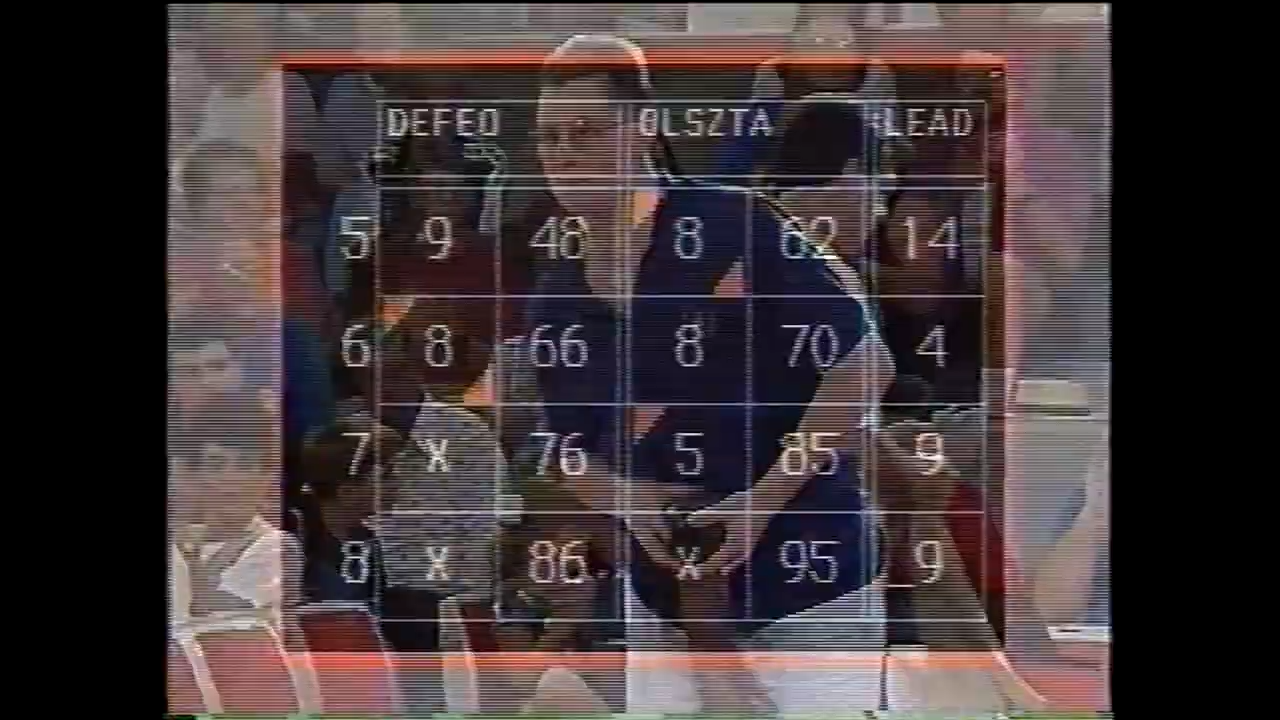 DEFEO OLSZTA LEAD
5 9 48 8 62 14
6 8 66 8 70 4
7 X 76 5 85 9
8 X 86 X 95 9